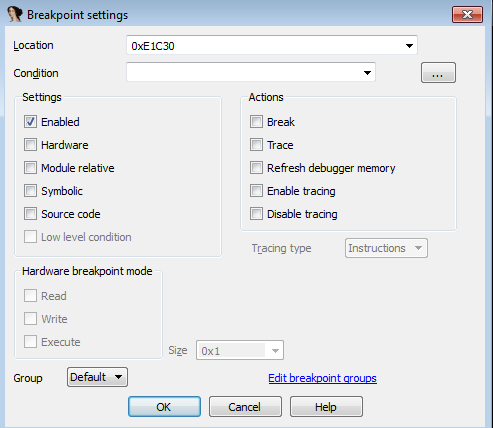 Breakpoint settings
Location 0xE1C30
Condition ...
Settings Actions
Enabled Break
Hardware Trace
Module relative Refresh debugger memory
Symbolic Enable tracing
Source code Disable tracing
Low level condition
Tracing type Instructions
Hardware breakpoint mode
Read
Write
Execute
Size 0x1
Group Default Edit breakpoint groups
OK Cancel Help